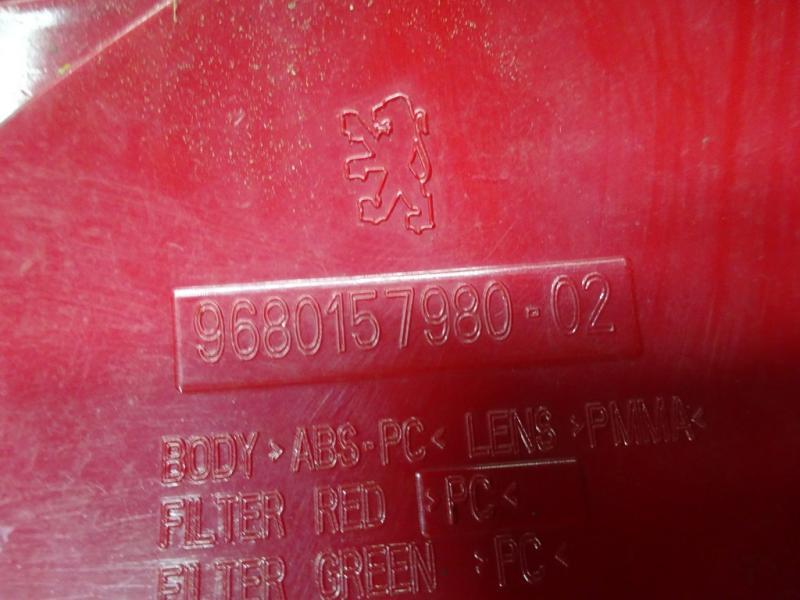 9680157980-02
BODY >ABS-PC< LENS >PMMA<
FILTER RED >PC<
FILTER GREEN >PC<